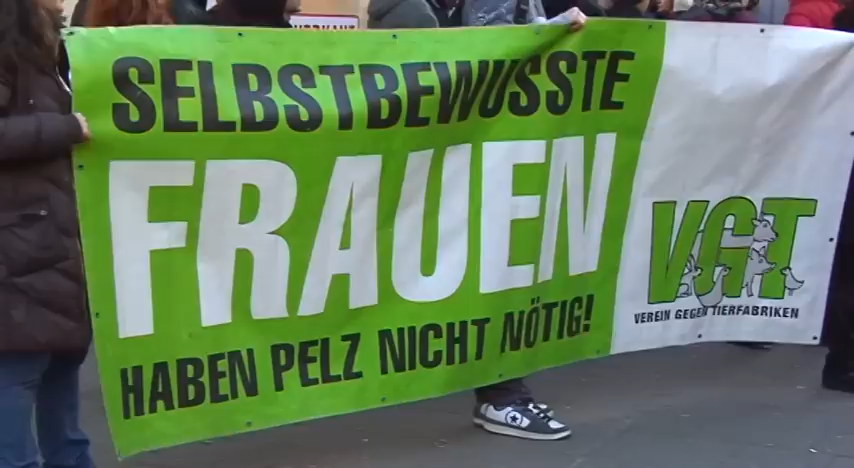 SELBSTBEWUSSTE
FRAUEN
HABEN PELZ NICHT NÖTIG!
VGT
VEREIN GEGEN TIERFABRIKEN